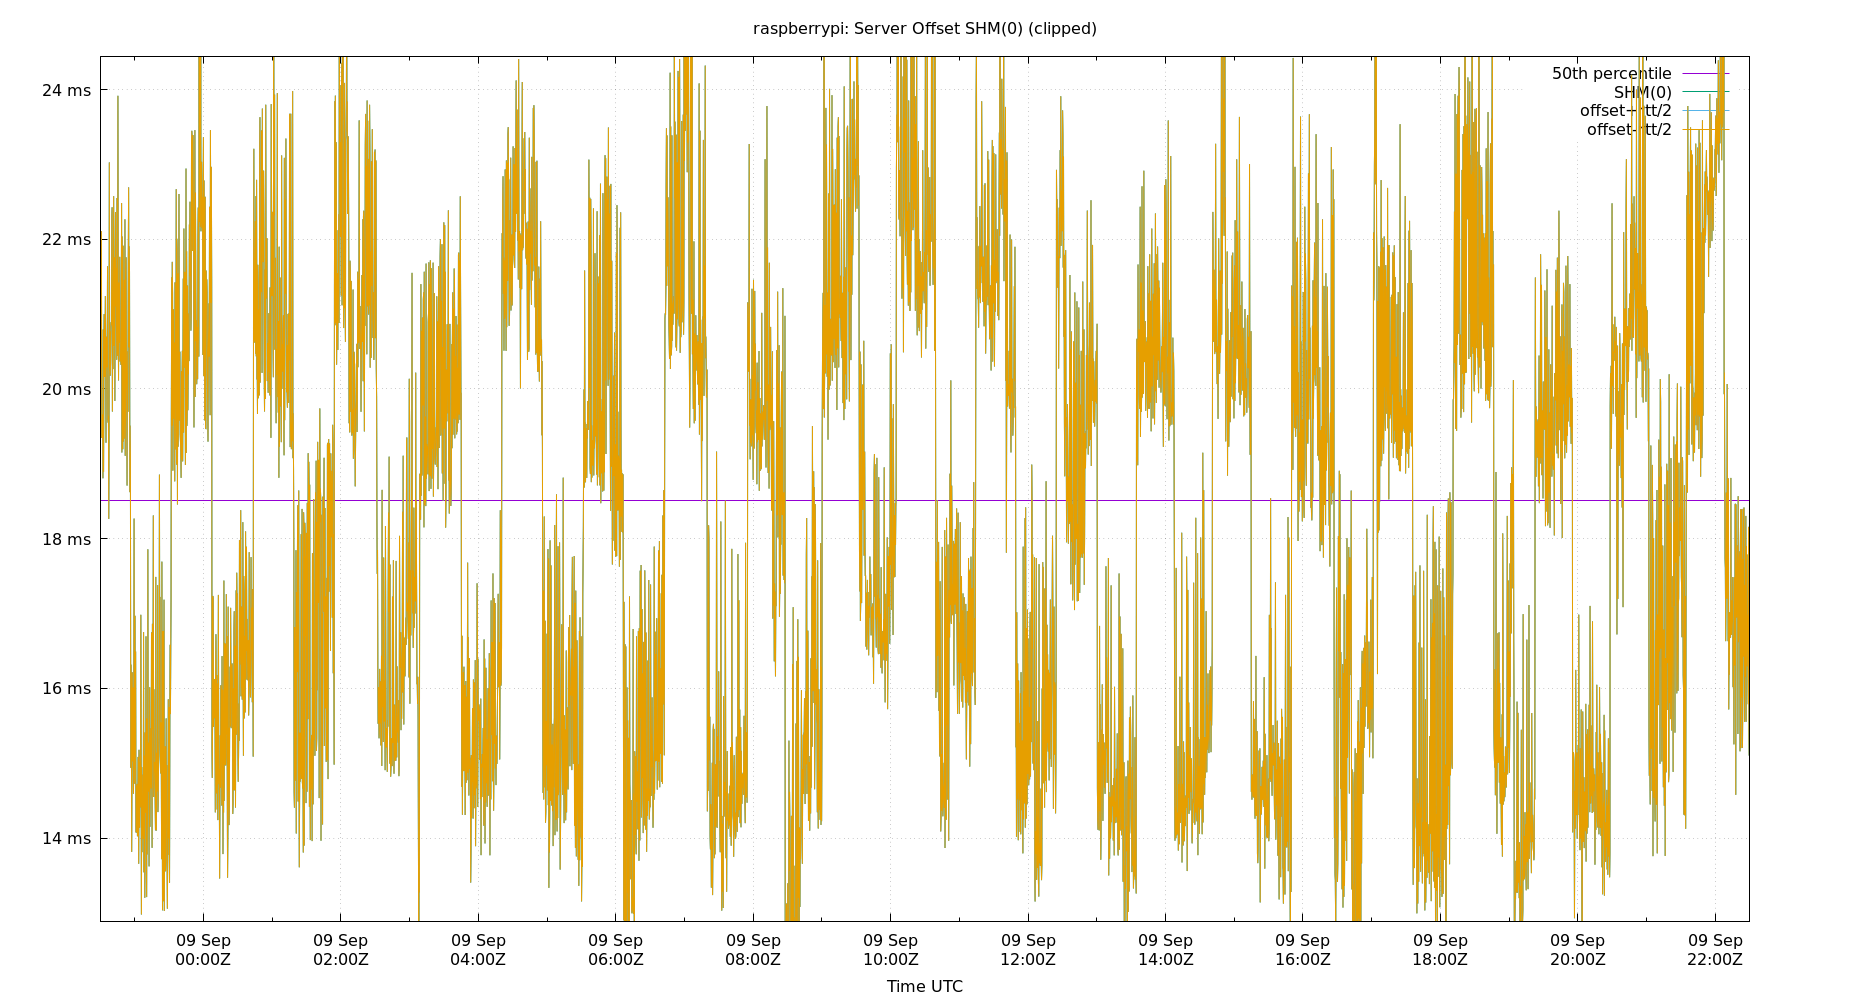 raspberrypi: Server Offset SHM(0) (clipped)
50th percentile
SHM(0)
offset-rtt/2
offset+rtt/2
24 ms
22 ms
20 ms
18 ms
16 ms
14 ms
09 Sep 09 Sep 09 Sep 09 Sep 09 Sep 09 Sep 09 Sep 09 Sep 09 Sep 09 Sep 09 Sep 09 Sep
00:00Z 02:00Z 04:00Z 06:00Z 08:00Z 10:00Z 12:00Z 14:00Z 16:00Z 18:00Z 20:00Z 22:00Z
Time UTC